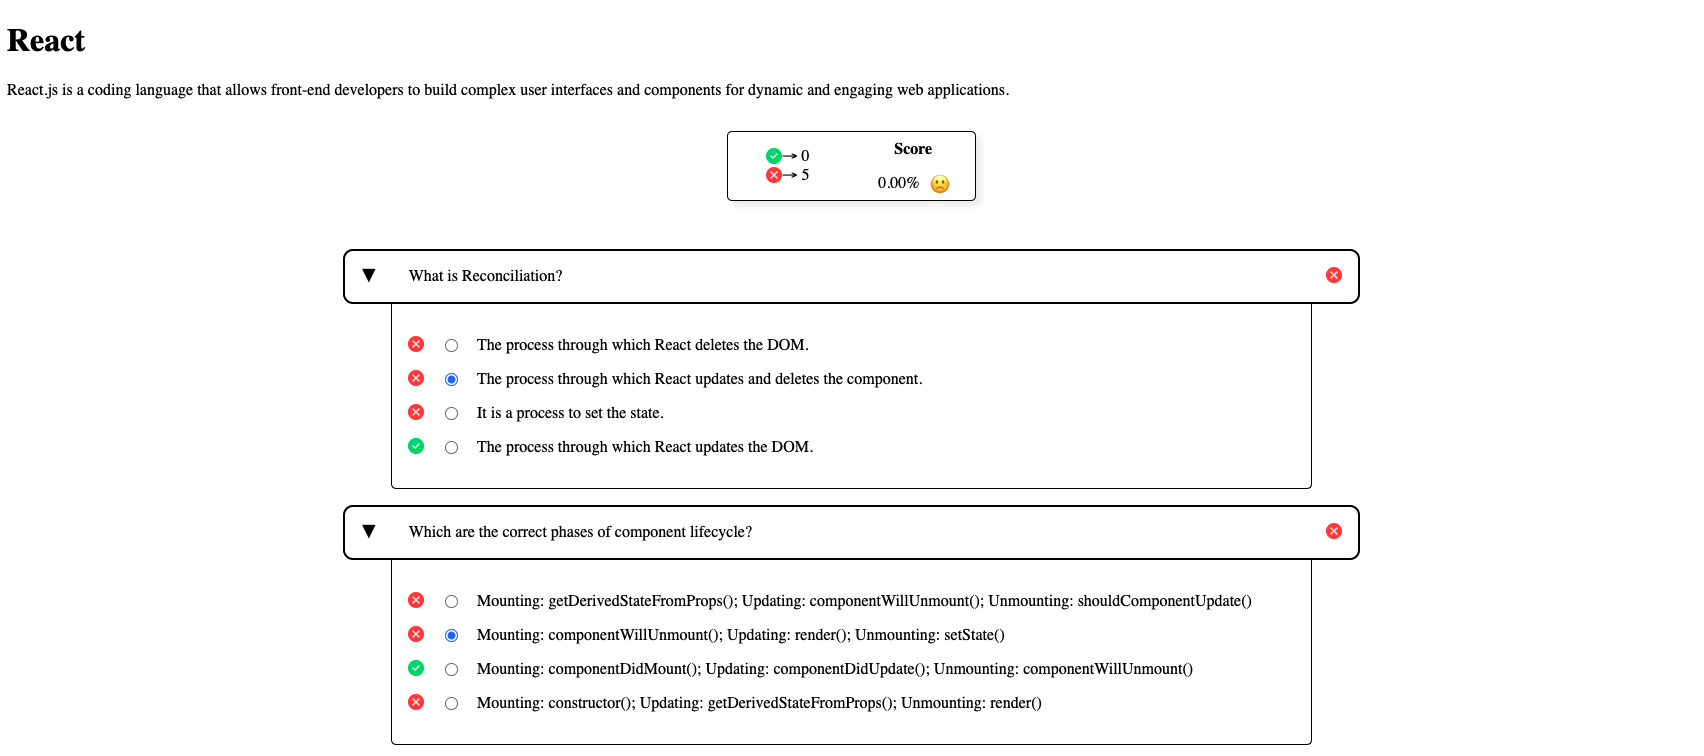 React
React.js is a coding language that allows front-end developers to build complex user interfaces and components for dynamic and engaging web applications.
→ 0
→ 5
Score
0.00% 🙁
▼ What is Reconciliation?
The process through which React deletes the DOM.
The process through which React updates and deletes the component.
It is a process to set the state.
The process through which React updates the DOM.
▼ Which are the correct phases of component lifecycle?
Mounting: getDerivedStateFromProps(); Updating: componentWillUnmount(); Unmounting: shouldComponentUpdate()
Mounting: componentWillUnmount(); Updating: render(); Unmounting: setState()
Mounting: componentDidMount(); Updating: componentDidUpdate(); Unmounting: componentWillUnmount()
Mounting: constructor(); Updating: getDerivedStateFromProps(); Unmounting: render()